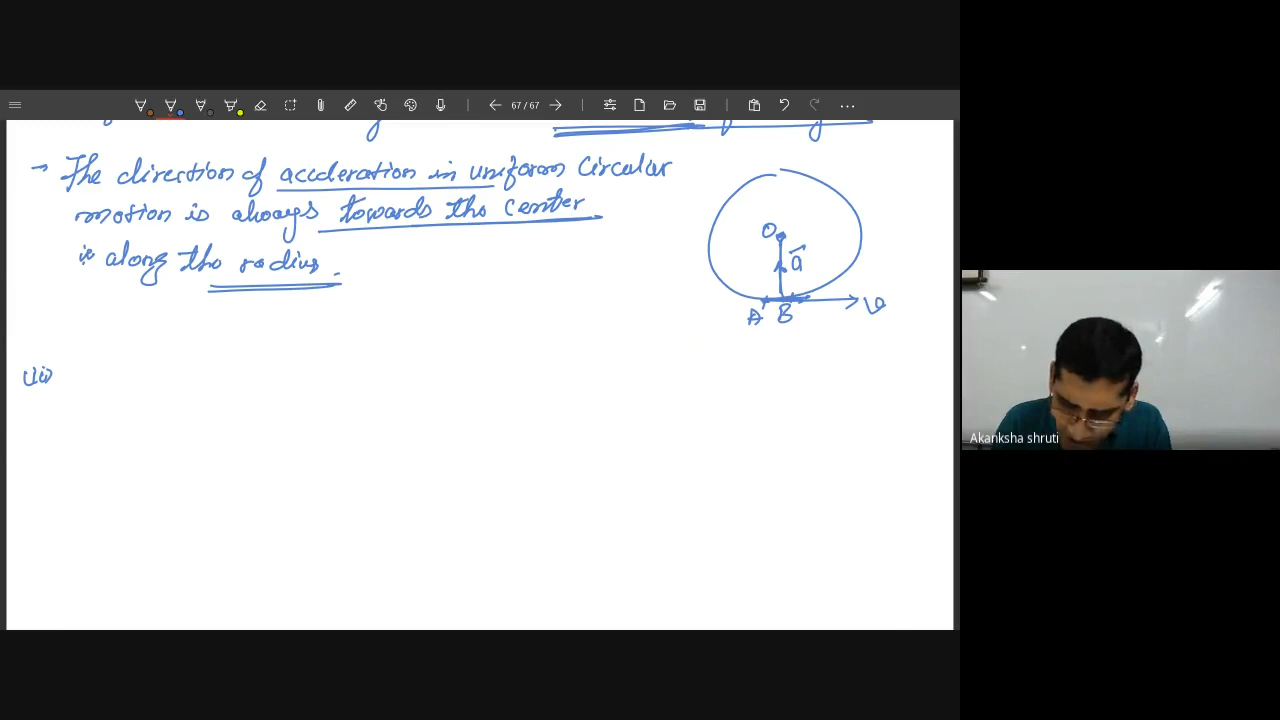 67/67
→ The direction of acceleration in uniform Circular
motion is always towards the center
ie along the radius.
O
a
A B v
Akanksha shruti